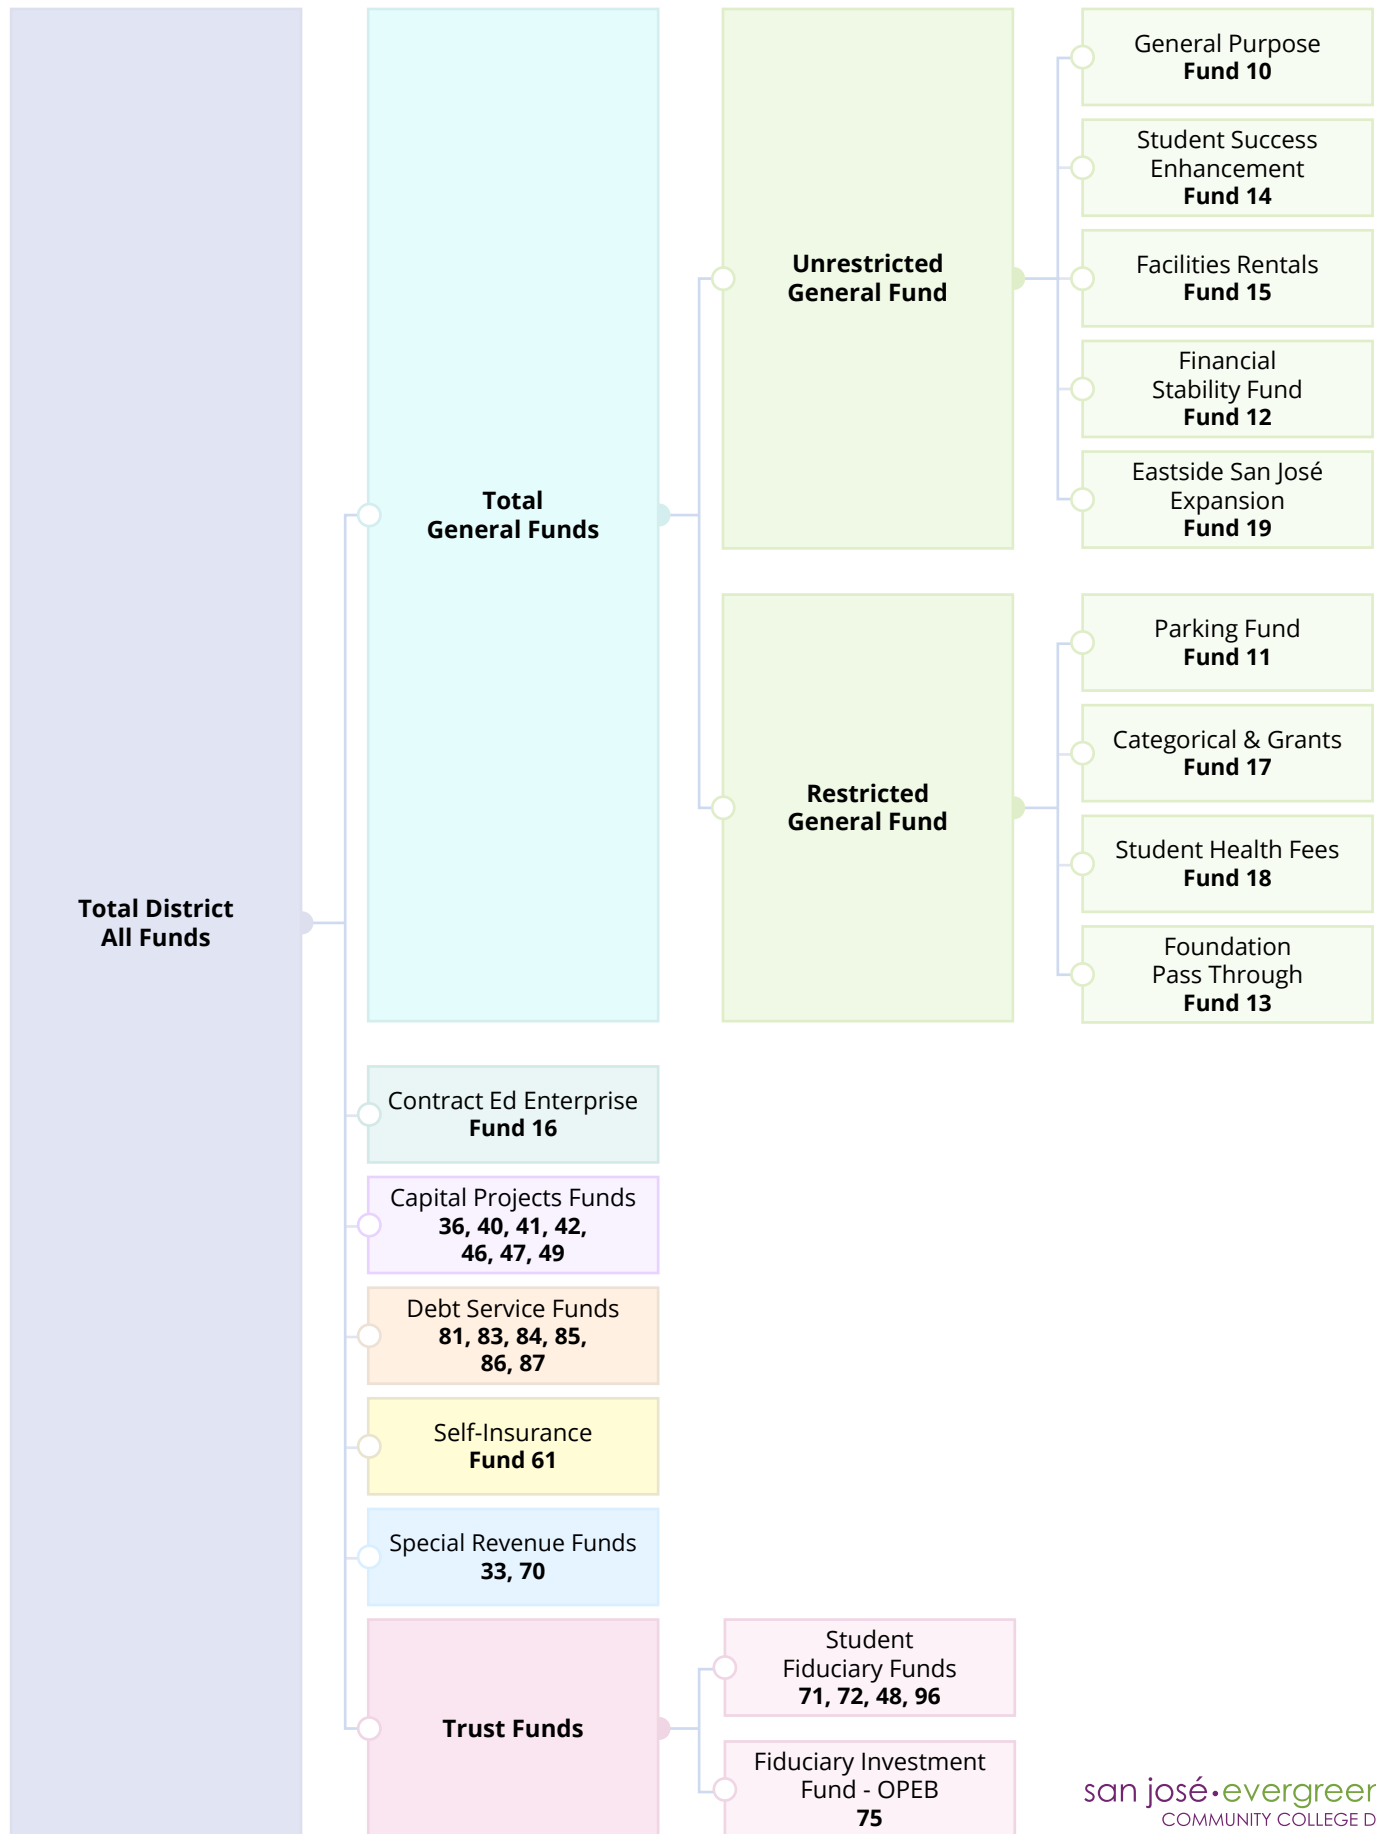 Total District
All Funds
Total
General Funds
Unrestricted
General Fund
General Purpose
Fund 10
Student Success
Enhancement
Fund 14
Facilities Rentals
Fund 15
Financial
Stability Fund
Fund 12
Eastside San José
Expansion
Fund 19
Restricted
General Fund
Parking Fund
Fund 11
Categorical & Grants
Fund 17
Student Health Fees
Fund 18
Foundation
Pass Through
Fund 13
Contract Ed Enterprise
Fund 16
Capital Projects Funds
36, 40, 41, 42,
46, 47, 49
Debt Service Funds
81, 83, 84, 85,
86, 87
Self-Insurance
Fund 61
Special Revenue Funds
33, 70
Trust Funds
Student
Fiduciary Funds
71, 72, 48, 96
Fiduciary Investment
Fund - OPEB
75
san josé·evergreen
COMMUNITY COLLEGE D